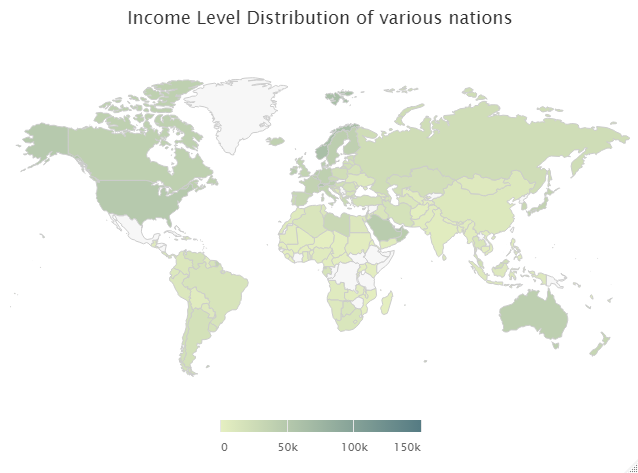 Income Level Distribution of various nations
0 50k 100k 150k